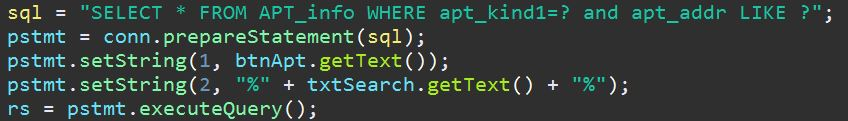 sql = "SELECT * FROM APT_info WHERE apt_kind1=? and apt_addr LIKE ?";
pstmt = conn.prepareStatement(sql);
pstmt.setString(1, btnApt.getText());
pstmt.setString(2, "%" + txtSearch.getText() + "%");
rs = pstmt.executeQuery();